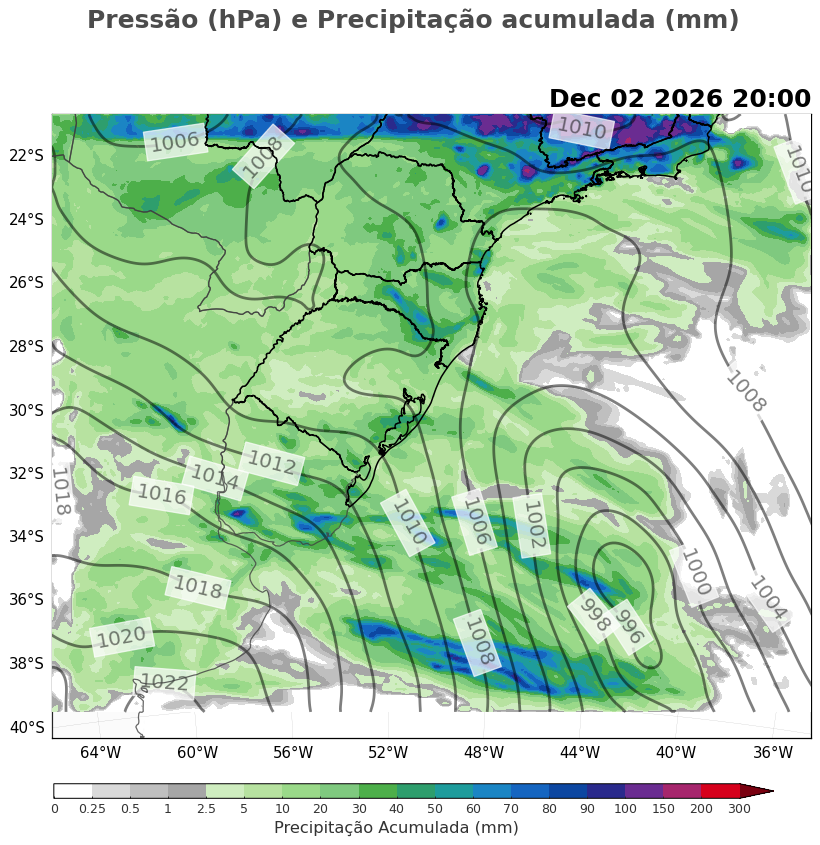 Pressão (hPa) e Precipitação acumulada (mm)
Dec 02 2026 20:00
1006
1008
1010
1010
22°S
24°S
26°S
28°S
30°S
32°S
34°S
36°S
38°S
40°S
1008
1018
1016
1014
1012
1010
1006
1002
1000
1004
1018
998
996
1020
1008
1022
64°W 60°W 56°W 52°W 48°W 44°W 40°W 36°W
0 0.25 0.5 1 2.5 5 10 20 30 40 50 60 70 80 90 100 150 200 300
Precipitação Acumulada (mm)